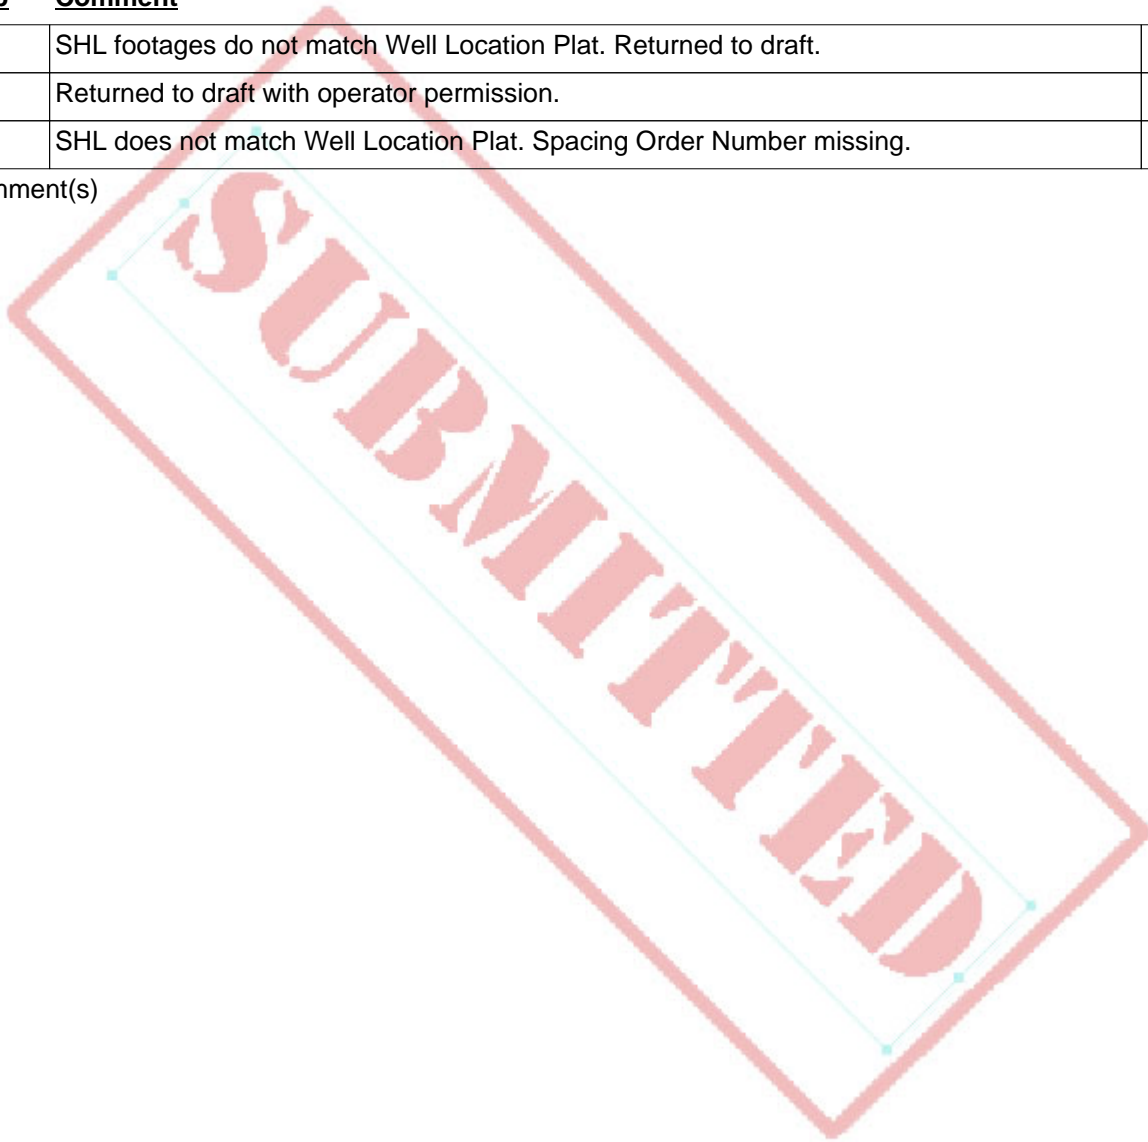 Comment
SHL footages do not match Well Location Plat. Returned to draft.
Returned to draft with operator permission.
SHL does not match Well Location Plat. Spacing Order Number missing.
SUBMITTED